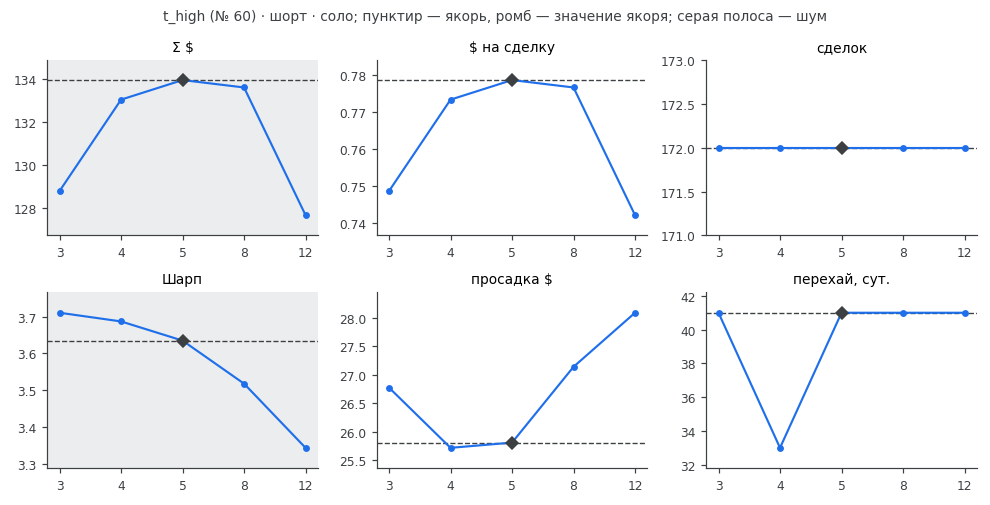 t_high (№ 60) · шорт · соло; пунктир — якорь, ромб — значение якоря; серая полоса — шум
Σ $
134
132
130
128
3 4 5 8 12
$ на сделку
0.78
0.77
0.76
0.75
0.74
3 4 5 8 12
сделок
173.0
172.5
172.0
171.5
171.0
3 4 5 8 12
Шарп
3.7
3.6
3.5
3.4
3.3
3 4 5 8 12
просадка $
28.0
27.5
27.0
26.5
26.0
25.5
3 4 5 8 12
перехай, сут.
42
40
38
36
34
32
3 4 5 8 12